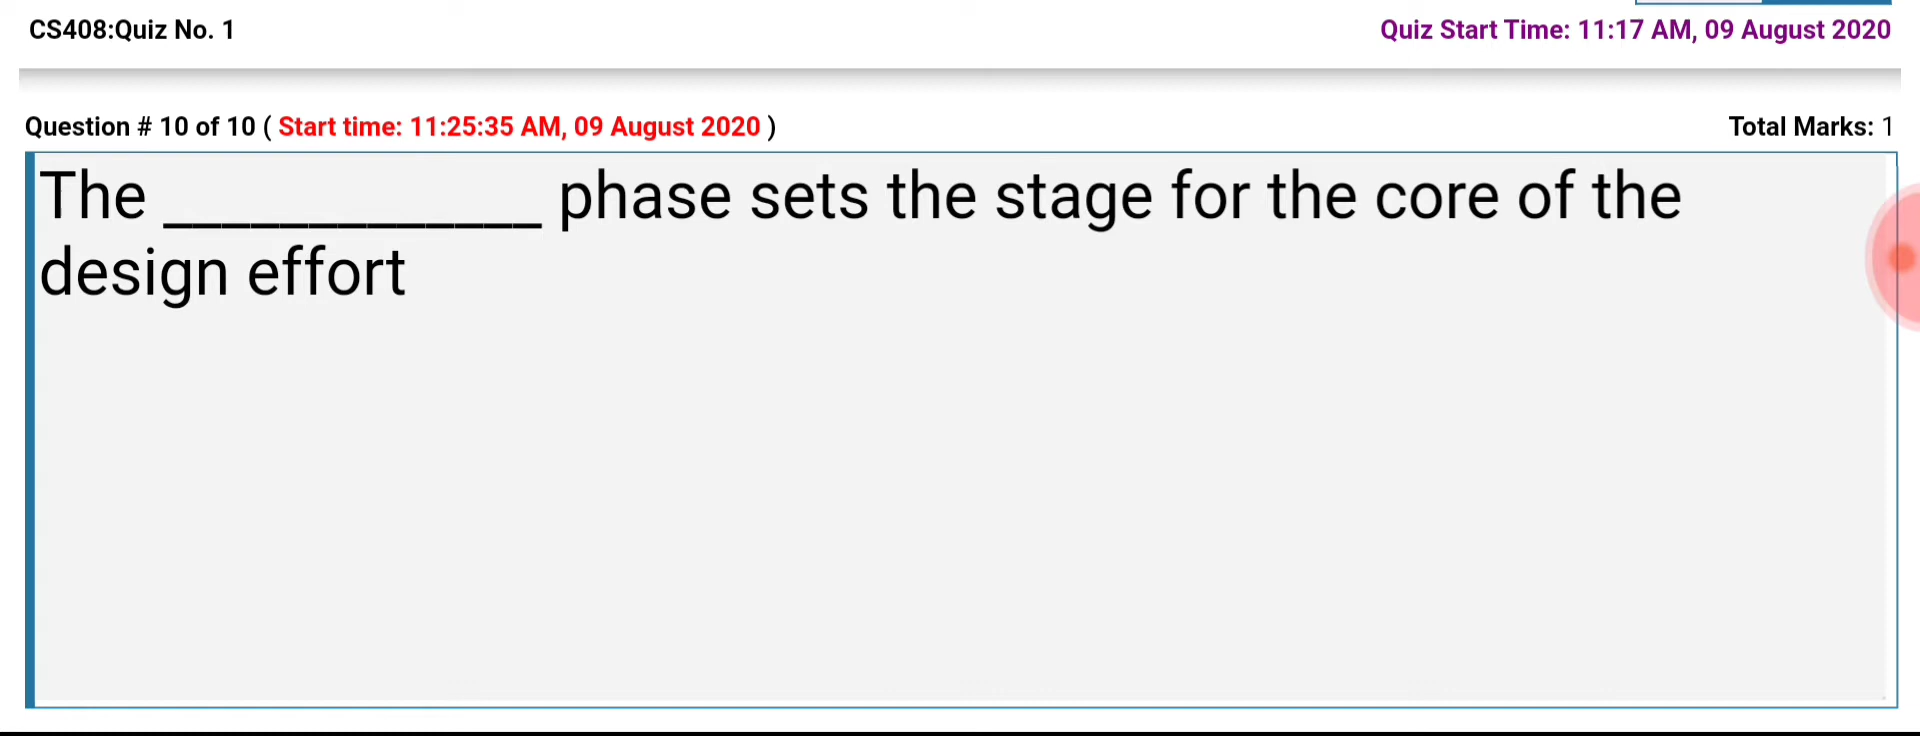 CS408:Quiz No. 1
Quiz Start Time: 11:17 AM, 09 August 2020
Question # 10 of 10 ( Start time: 11:25:35 AM, 09 August 2020 )
Total Marks: 1
The _____________ phase sets the stage for the core of the
design effort